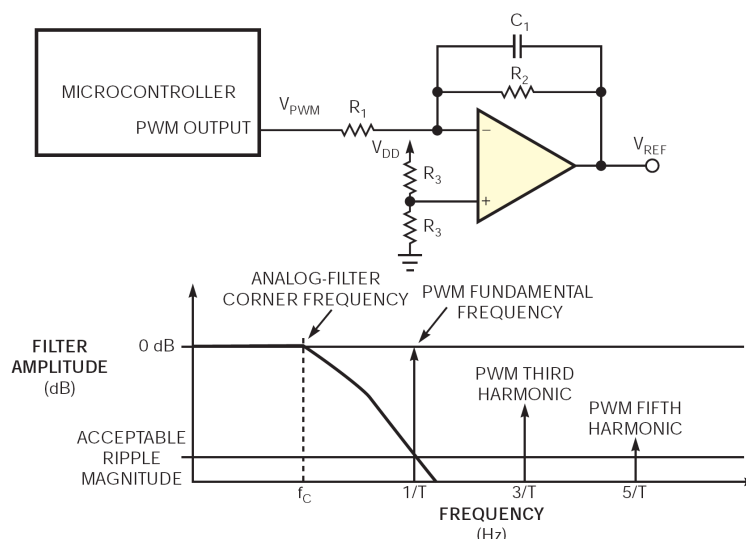 C1
R2
MICROCONTROLLER
PWM OUTPUT
VPWM
R1
−
VDD
R3
+
R3
VREF
ANALOG-FILTER
CORNER FREQUENCY
PWM FUNDAMENTAL
FREQUENCY
FILTER
AMPLITUDE
(dB)
0 dB
PWM THIRD
HARMONIC
PWM FIFTH
HARMONIC
ACCEPTABLE
RIPPLE
MAGNITUDE
fC
1/T
3/T
5/T
FREQUENCY
(Hz)